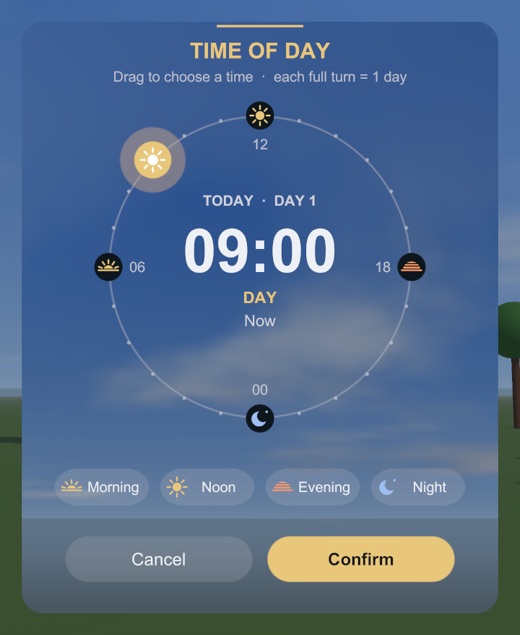 TIME OF DAY
Drag to choose a time · each full turn = 1 day
12
TODAY · DAY 1
09:00
06
18
DAY
Now
00
Morning
Noon
Evening
Night
Cancel
Confirm